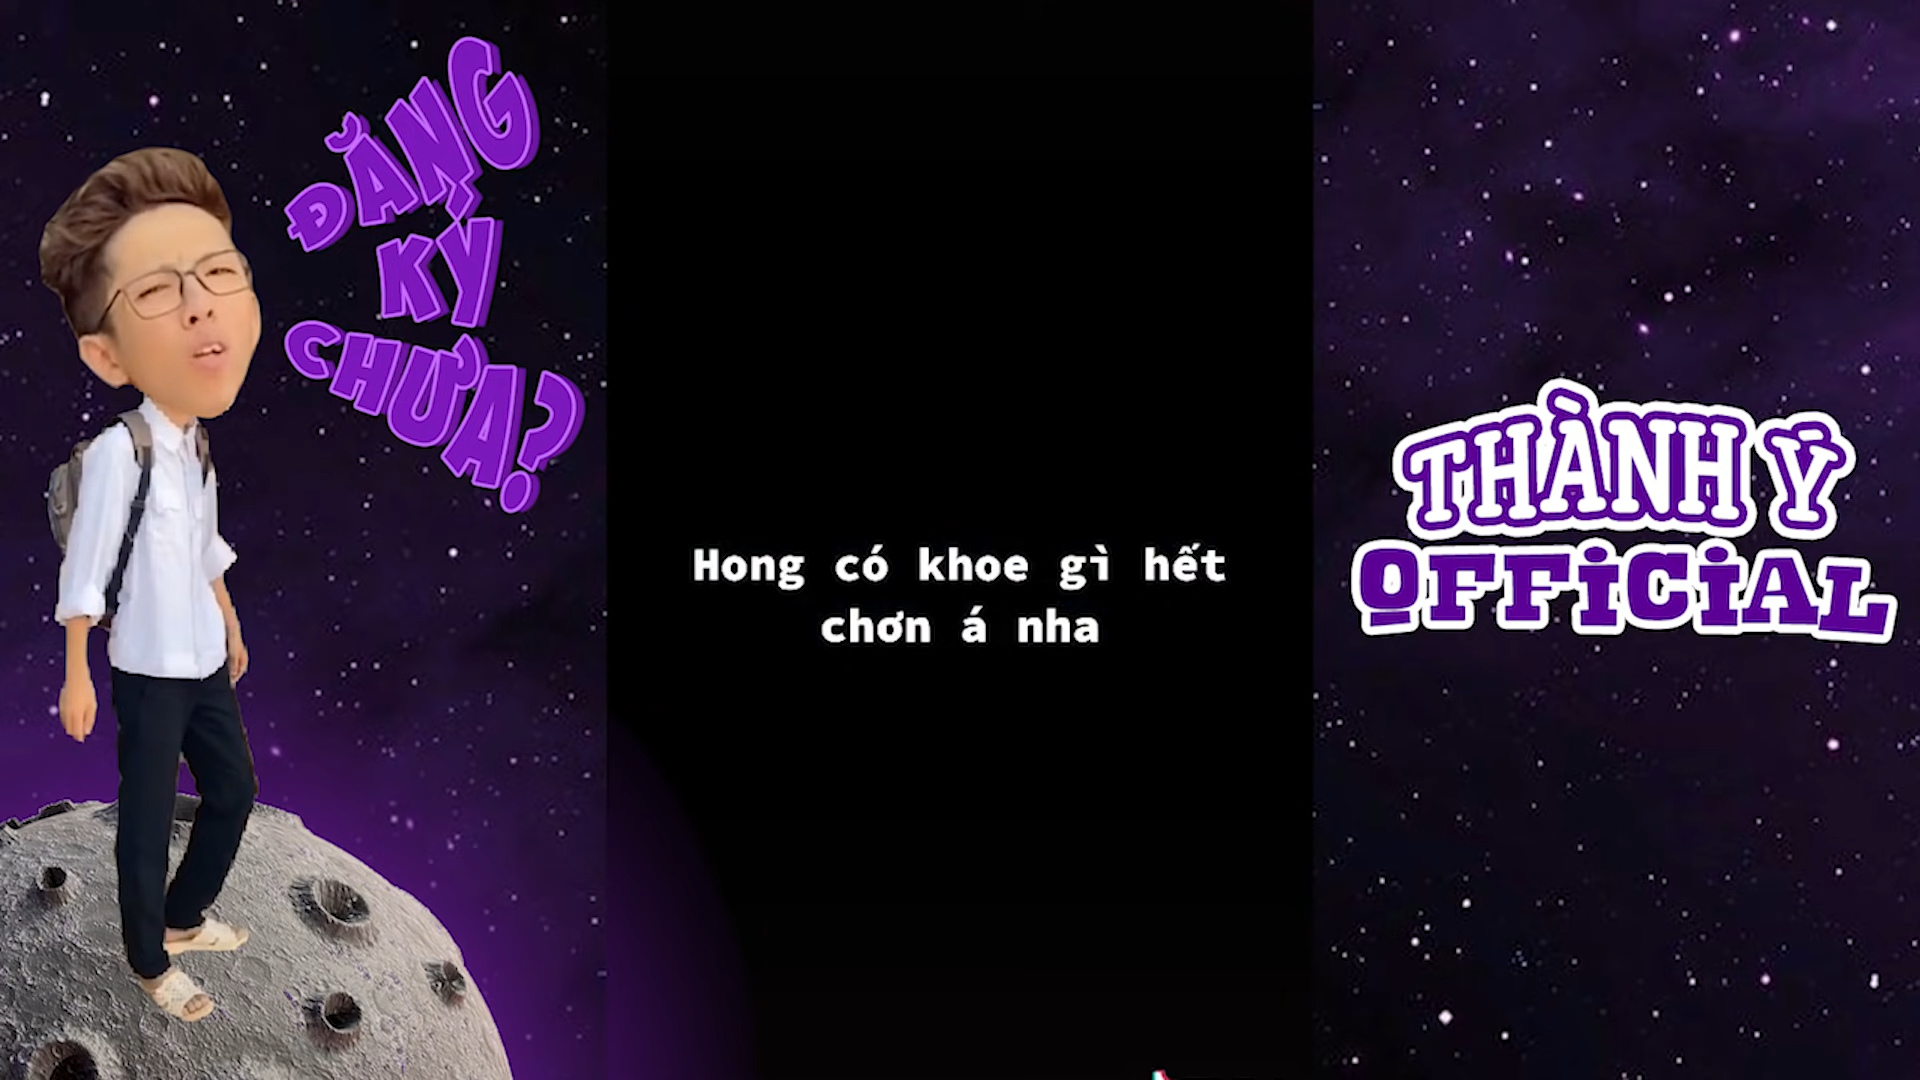 ĐĂNG
KÝ
CHƯA?
Hong có khoe gì hết
chơn á nha
THÀNH Ý
OFFICIAL